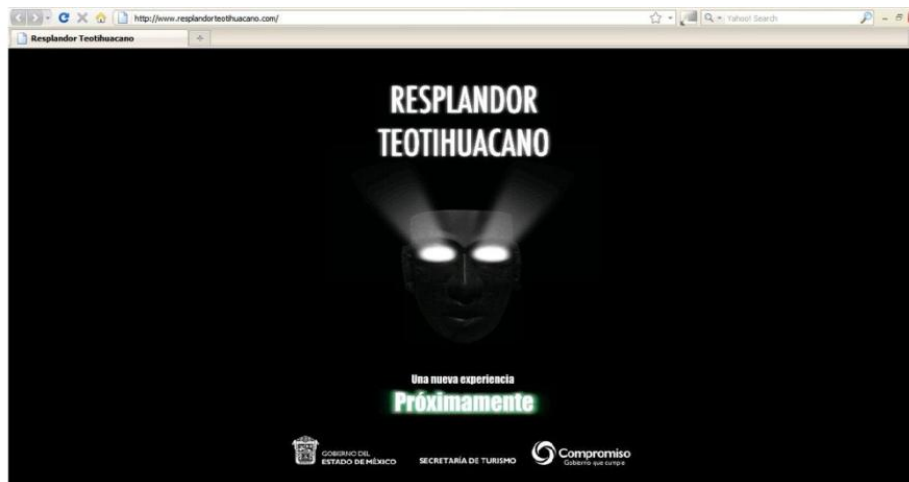 http://www.resplandorteotihuacano.com/
Yahoo! Search
Resplandor Teotihuacano
RESPLANDOR
TEOTIHUACANO
Una nueva experiencia
Próximamente
GOBIERNO DEL
ESTADO DE MÉXICO
SECRETARÍA DE TURISMO
Compromiso
Gobierno que cumple